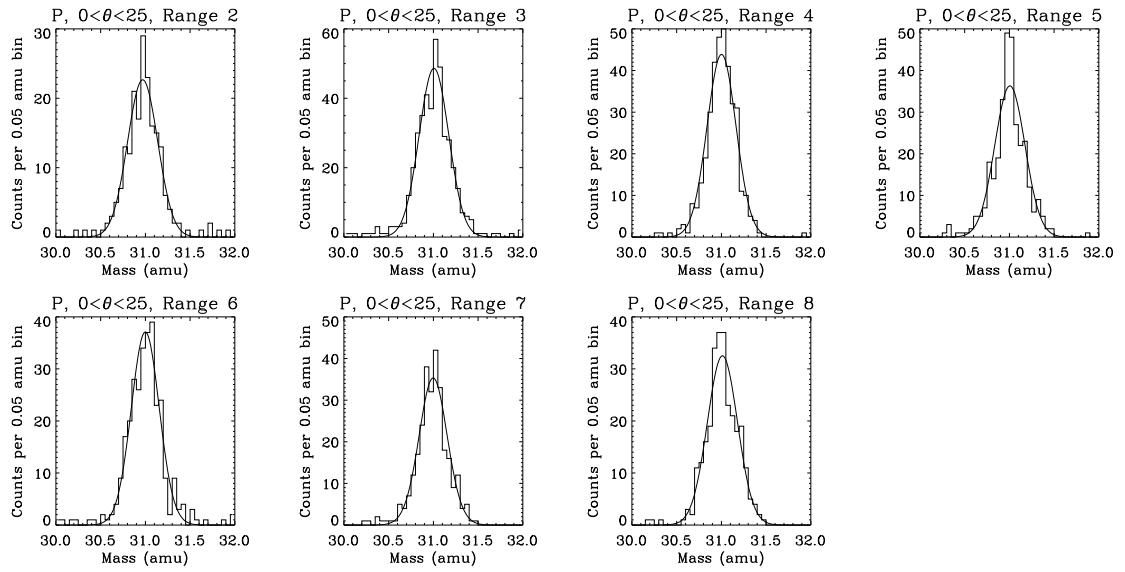 P, 0<θ<25, Range 2
Counts per 0.05 amu bin
30
20
10
0
30.0 30.5 31.0 31.5 32.0
Mass (amu)
P, 0<θ<25, Range 3
Counts per 0.05 amu bin
60
40
20
0
30.0 30.5 31.0 31.5 32.0
Mass (amu)
P, 0<θ<25, Range 4
Counts per 0.05 amu bin
50
40
30
20
10
0
30.0 30.5 31.0 31.5 32.0
Mass (amu)
P, 0<θ<25, Range 5
Counts per 0.05 amu bin
50
40
30
20
10
0
30.0 30.5 31.0 31.5 32.0
Mass (amu)
P, 0<θ<25, Range 6
Counts per 0.05 amu bin
40
30
20
10
0
30.0 30.5 31.0 31.5 32.0
Mass (amu)
P, 0<θ<25, Range 7
Counts per 0.05 amu bin
50
40
30
20
10
0
30.0 30.5 31.0 31.5 32.0
Mass (amu)
P, 0<θ<25, Range 8
Counts per 0.05 amu bin
40
30
20
10
0
30.0 30.5 31.0 31.5 32.0
Mass (amu)